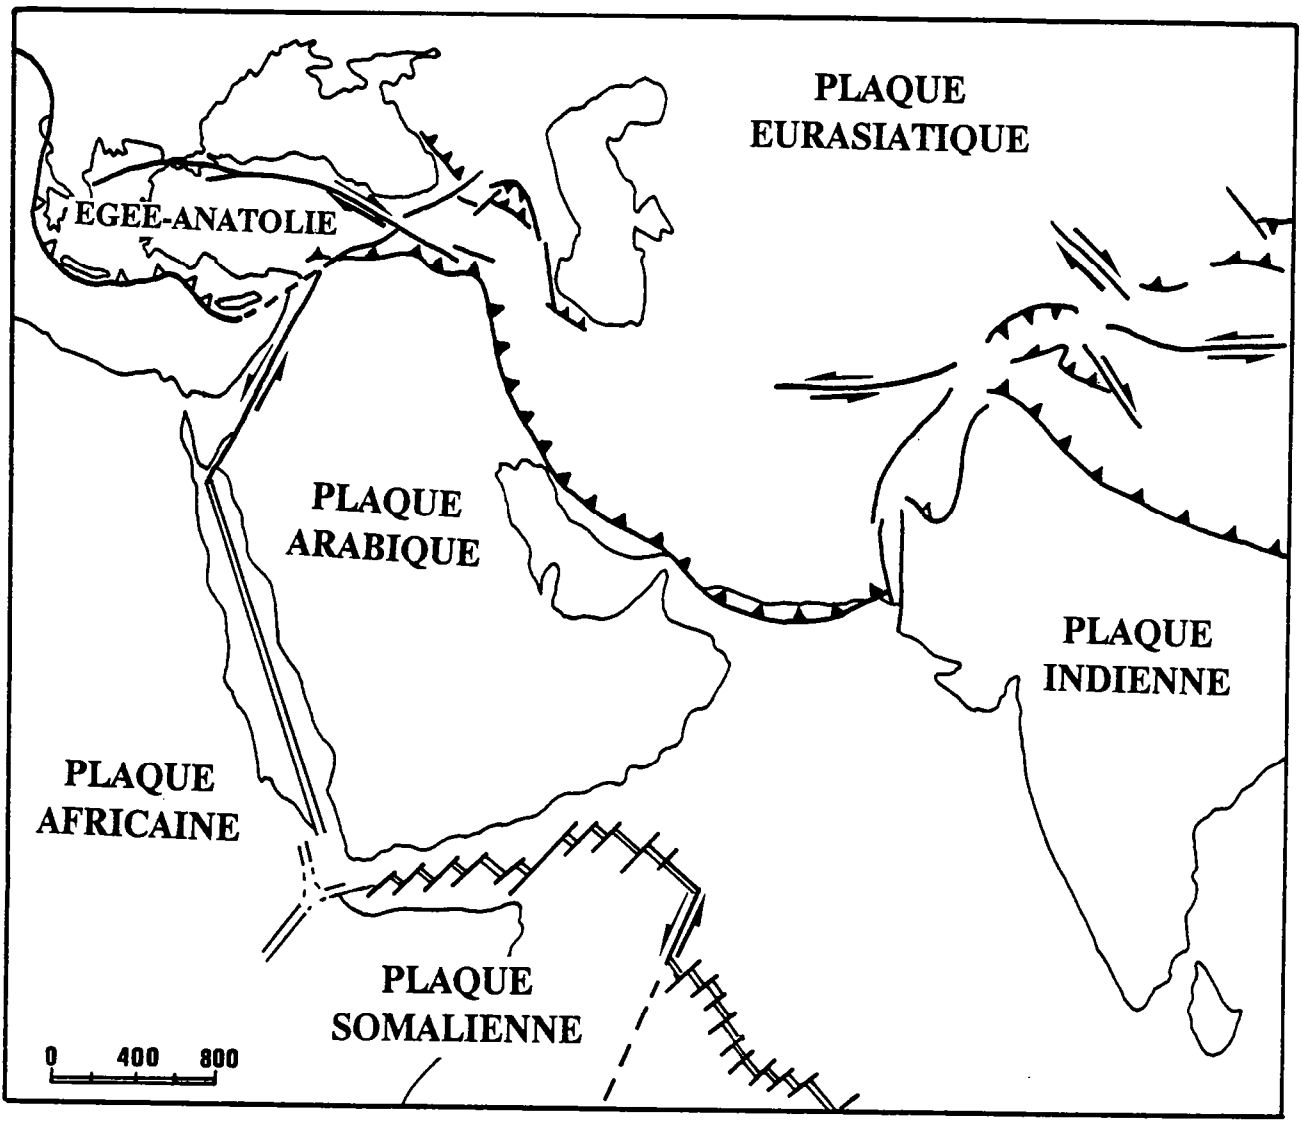 PLAQUE
EURASIATIQUE
EGEE-ANATOLIE
PLAQUE
ARABIQUE
PLAQUE
INDIENNE
PLAQUE
AFRICAINE
PLAQUE
SOMALIENNE
0 400 800